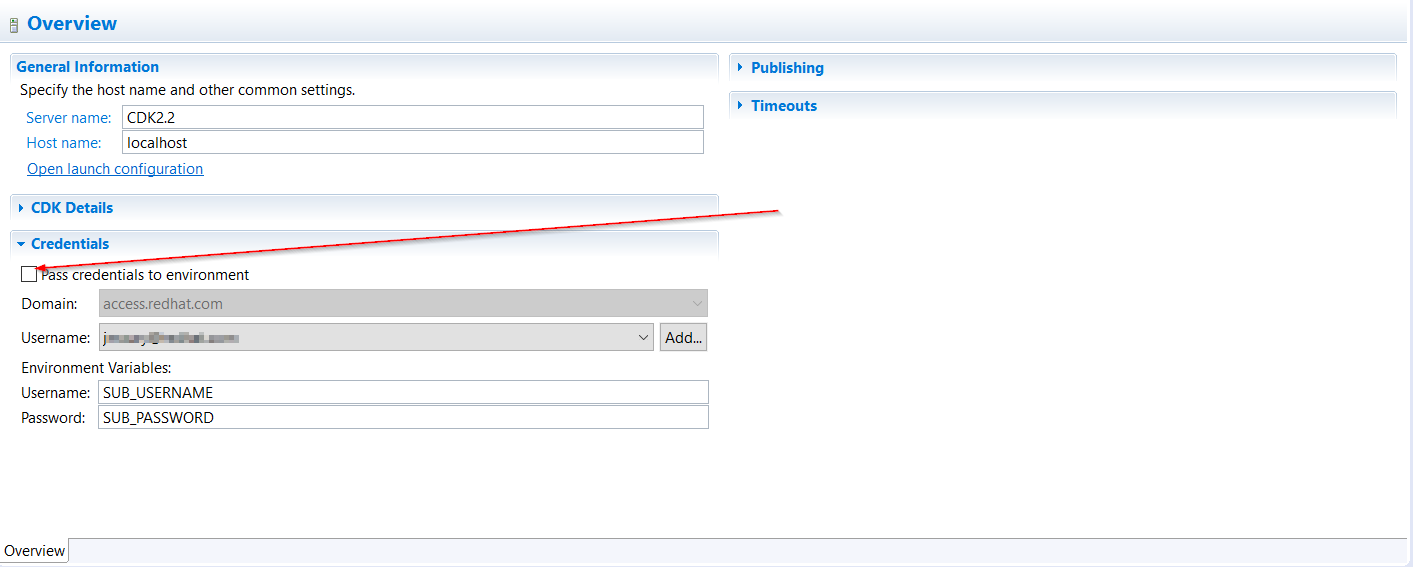 Overview
General Information
Specify the host name and other common settings.
Server name: CDK2.2
Host name: localhost
Open launch configuration
CDK Details
Credentials
Pass credentials to environment
Domain: access.redhat.com
Username: Add...
Environment Variables:
Username: SUB_USERNAME
Password: SUB_PASSWORD
Publishing
Timeouts
Overview